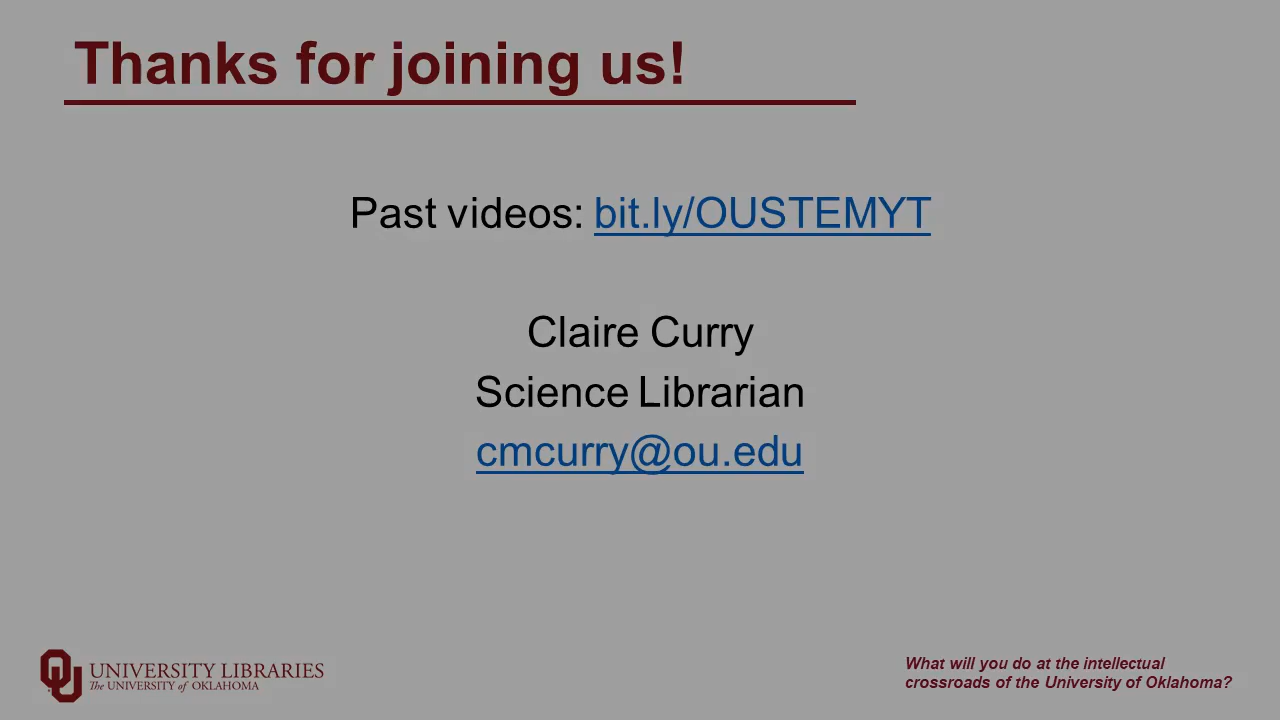 Thanks for joining us!
Past videos: bit.ly/OUSTEMYT
Claire Curry
Science Librarian
cmcurry@ou.edu
OU
UNIVERSITY LIBRARIES
The UNIVERSITY of OKLAHOMA
What will you do at the intellectual
crossroads of the University of Oklahoma?